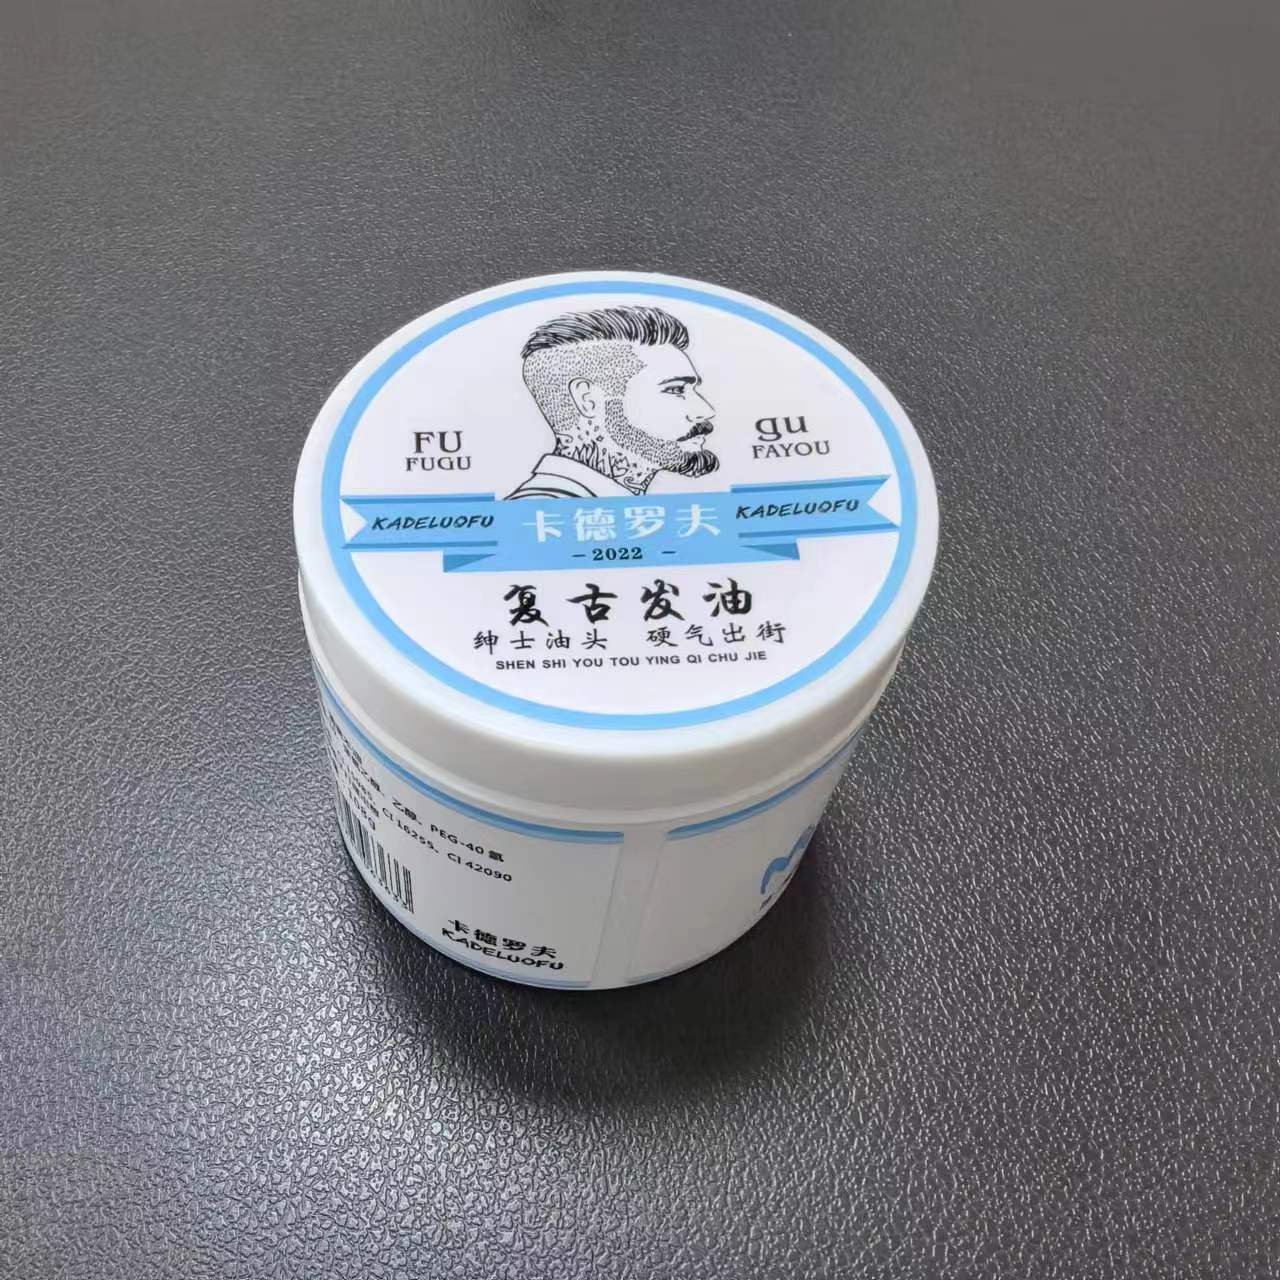 FU gu
FUGU FAYOU
KADELUOFU 卡德罗夫 KADELUOFU
– 2022 –
复古发油
绅士油头 硬气出街
SHEN SHI YOU TOU YING QI CHU JIE
乙醇、PEG-40 氢
CI 16255、CI 42090
卡德罗夫
KADELUOFU